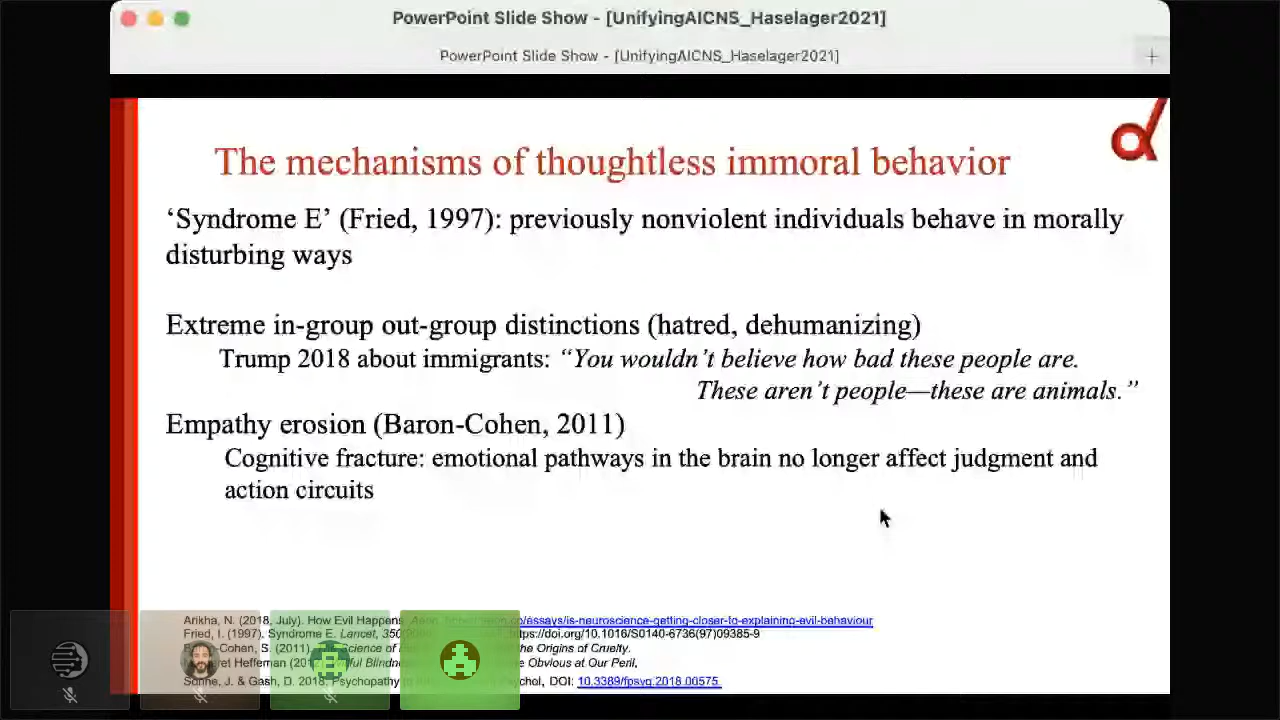 PowerPoint Slide Show - [UnifyingAICNS_Haselager2021]
PowerPoint Slide Show - [UnifyingAICNS_Haselager2021]
The mechanisms of thoughtless immoral behavior
‘Syndrome E’ (Fried, 1997): previously nonviolent individuals behave in morally
disturbing ways
Extreme in-group out-group distinctions (hatred, dehumanizing)
Trump 2018 about immigrants: “You wouldn’t believe how bad these people are.
These aren’t people—these are animals.”
Empathy erosion (Baron-Cohen, 2011)
Cognitive fracture: emotional pathways in the brain no longer affect judgment and
action circuits
Arikha, N. (2018, July). How Evil Happens. /essays/is-neuroscience-getting-closer-to-explaining-evil-behaviour
Fried, I. (1997). Syndrome E. Lancet, https://doi.org/10.1016/S0140-6736(97)09385-9
Cohen, S. (2011). Science of the Origins of Cruelty.
Heffernan Blindness Obvious at Our Peril,
& Gash, D. 2018. Psychopathy DOI: 10.3389/fpsyg.2018.00575.